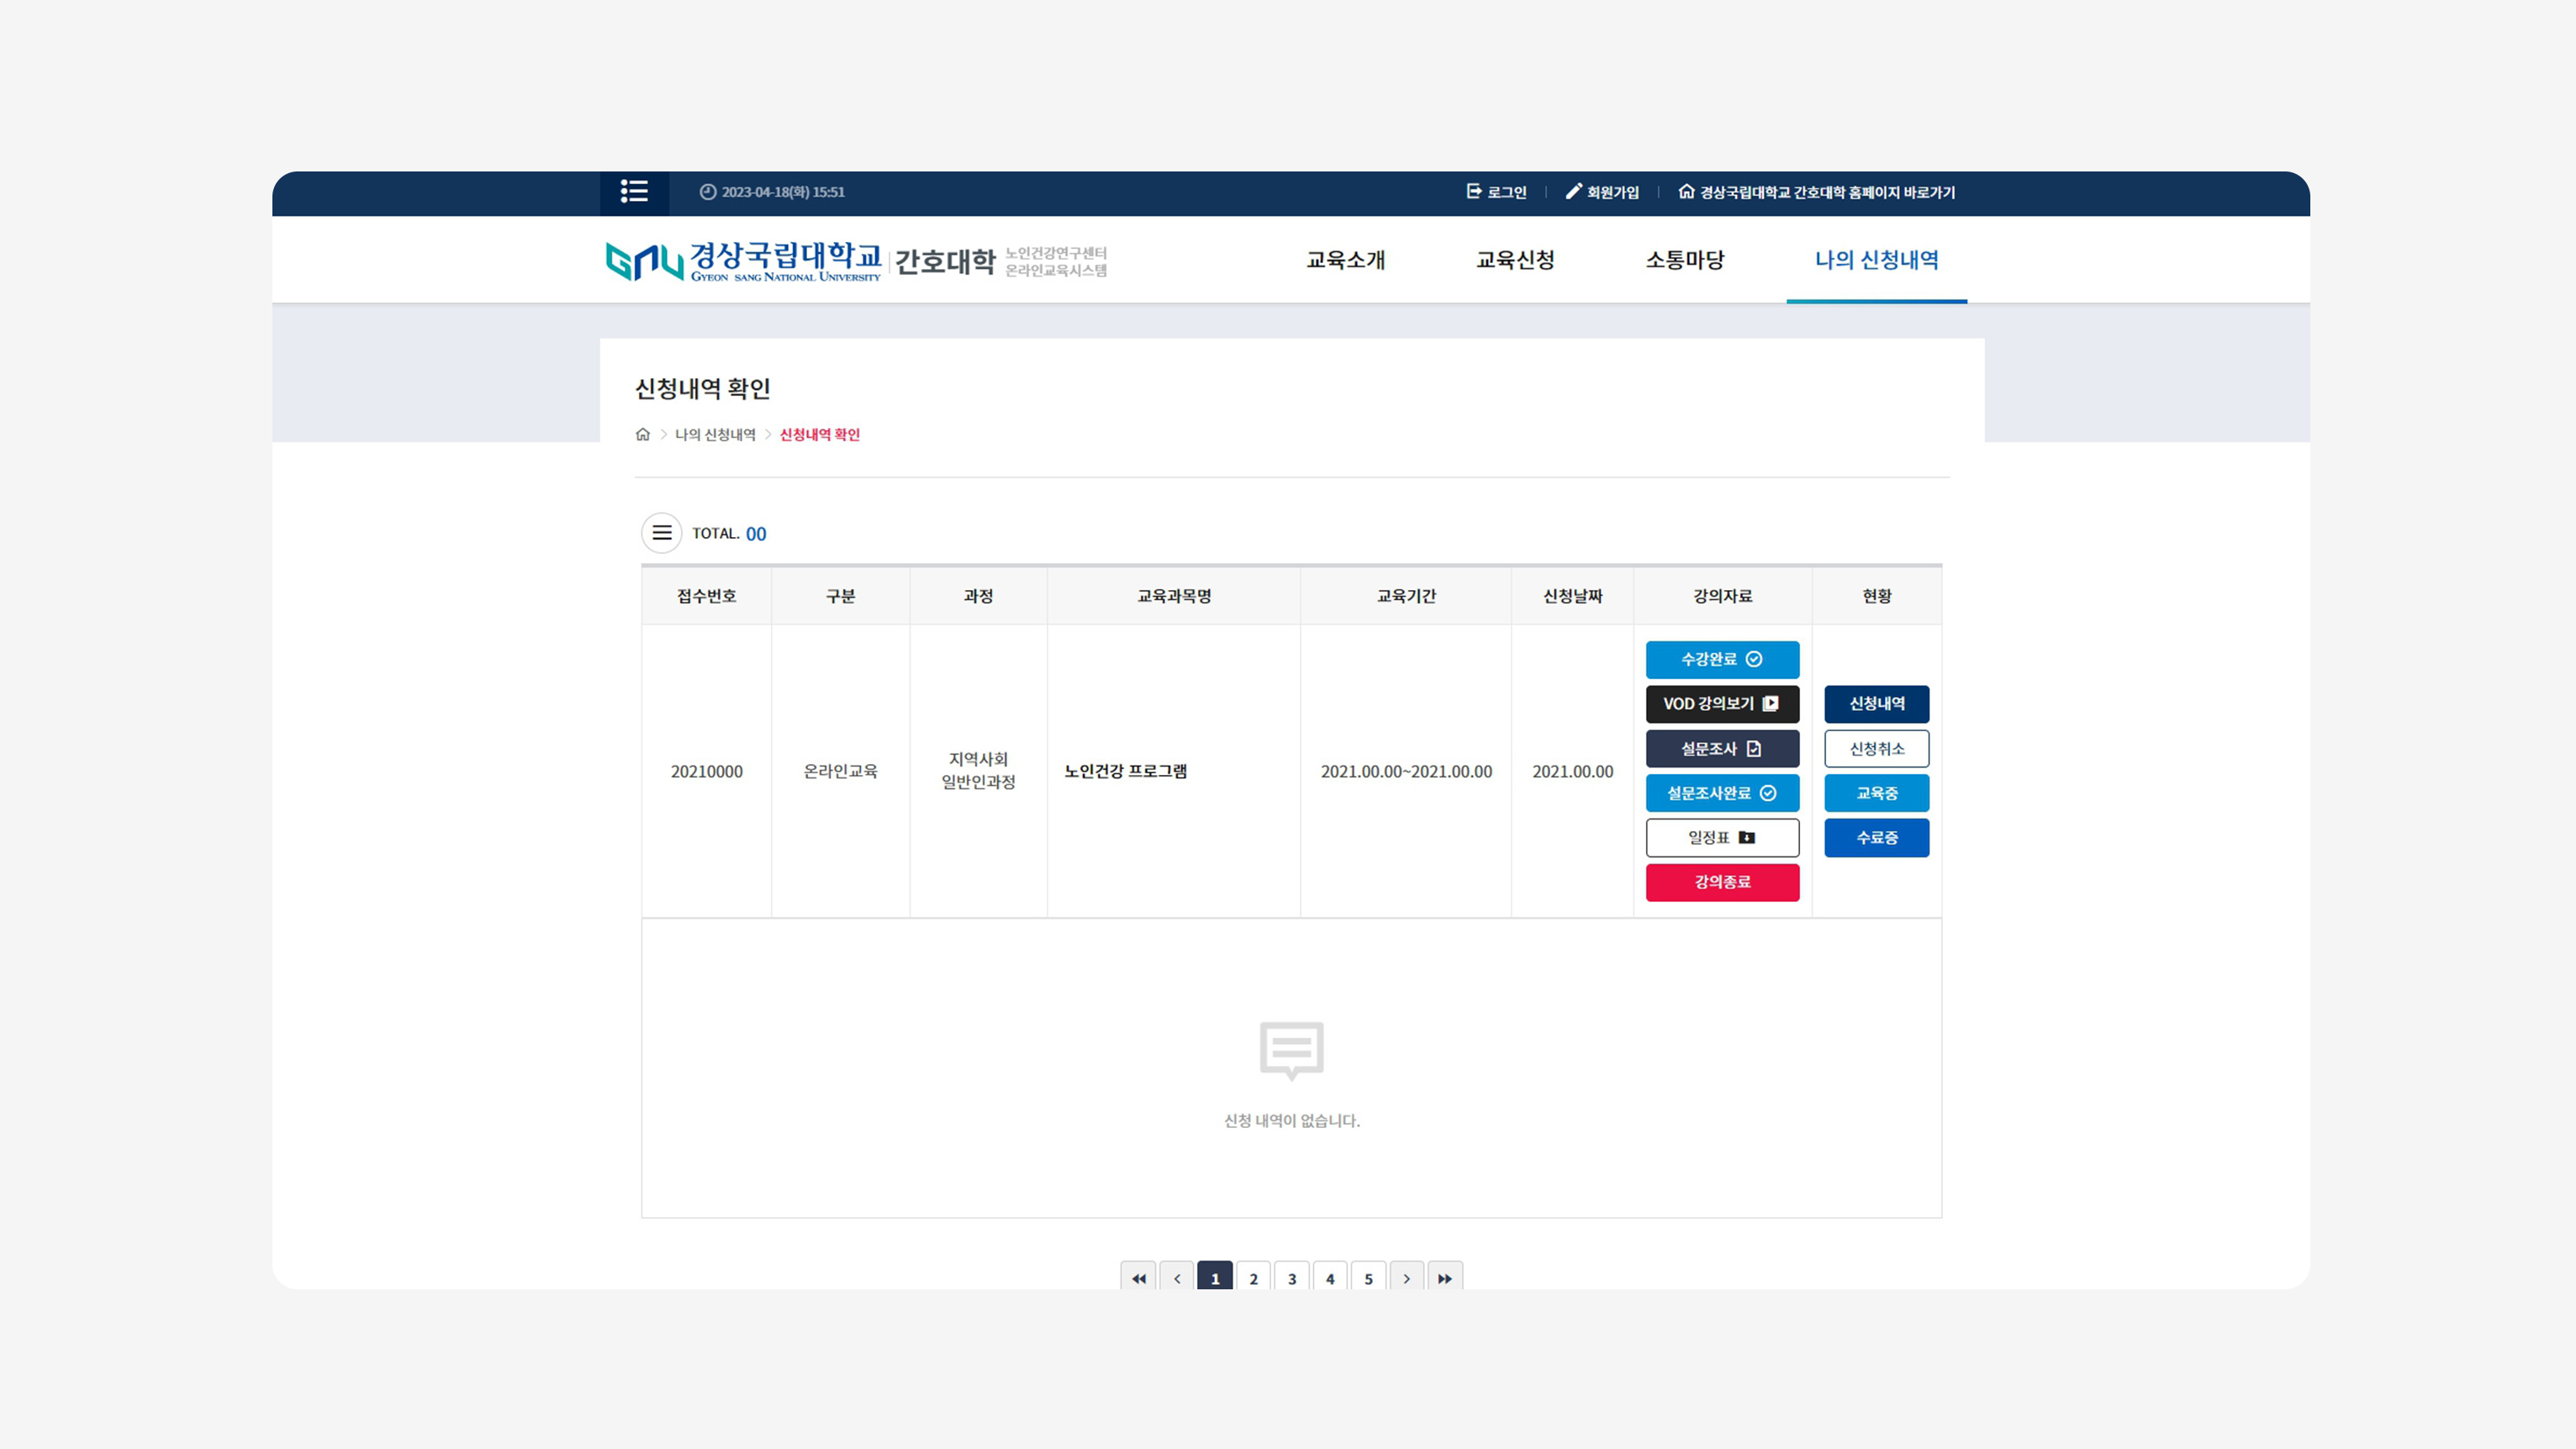 2023-04-18(화) 15:51
로그인
회원가입
경상국립대학교 간호대학 홈페이지 바로가기
GNU 경상국립대학교
GYEONGSANG NATIONAL UNIVERSITY
간호대학
노인건강연구센터
온라인교육시스템
교육소개
교육신청
소통마당
나의 신청내역
신청내역 확인
나의 신청내역
신청내역 확인
TOTAL. 00
접수번호 구분 과정 교육과목명 교육기간 신청날짜 강의자료 현황
20210000
온라인교육
지역사회
일반인과정
노인건강 프로그램
2021.00.00~2021.00.00
2021.00.00
수강완료
VOD 강의보기
설문조사
설문조사완료
일정표
강의종료
신청내역
신청취소
교육중
수료증
신청 내역이 없습니다.
1 2 3 4 5